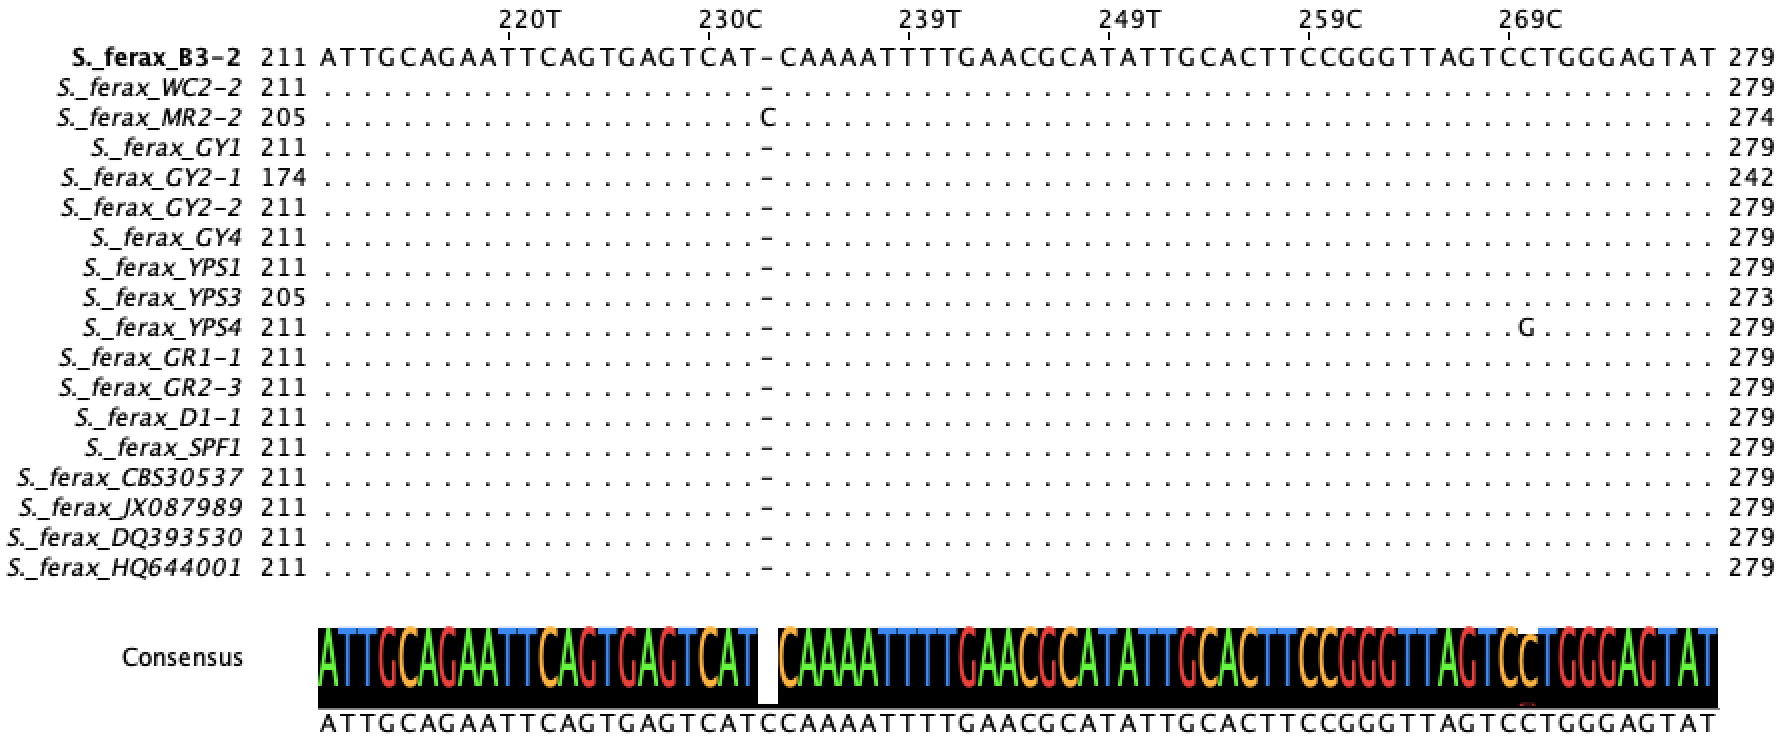 220T 230C 239T 249T 259C 269C
S._ferax_B3-2 211 ATTGCAGAATTCAGTGAGTCAT-CAAAATTTTGAACGCATATTGCACTTCCGGGTTAGTCCTGGGAGTAT 279
S._ferax_WC2-2 211 ......................-............................................... 279
S._ferax_MR2-2 205 ......................C............................................... 274
S._ferax_GY1 211 ......................-............................................... 279
S._ferax_GY2-1 174 ......................-............................................... 242
S._ferax_GY2-2 211 ......................-............................................... 279
S._ferax_GY4 211 ......................-............................................... 279
S._ferax_YPS1 211 ......................-............................................... 279
S._ferax_YPS3 205 ......................-............................................... 273
S._ferax_YPS4 211 ......................-.....................................G......... 279
S._ferax_GR1-1 211 ......................-............................................... 279
S._ferax_GR2-3 211 ......................-............................................... 279
S._ferax_D1-1 211 ......................-............................................... 279
S._ferax_SPF1 211 ......................-............................................... 279
S._ferax_CBS30537 211 ......................-............................................... 279
S._ferax_JX087989 211 ......................-............................................... 279
S._ferax_DQ393530 211 ......................-............................................... 279
S._ferax_HQ644001 211 ......................-............................................... 279
Consensus ATTGCAGAATTCAGTGAGTCAT CAAAATTTTGAACGCATATTGCACTTCCGGGTTAGTCCTGGGAGTAT
ATTGCAGAATTCAGTGAGTCATCCAAAATTTTGAACGCATATTGCACTTCCGGGTTAGTCCTGGGAGTAT